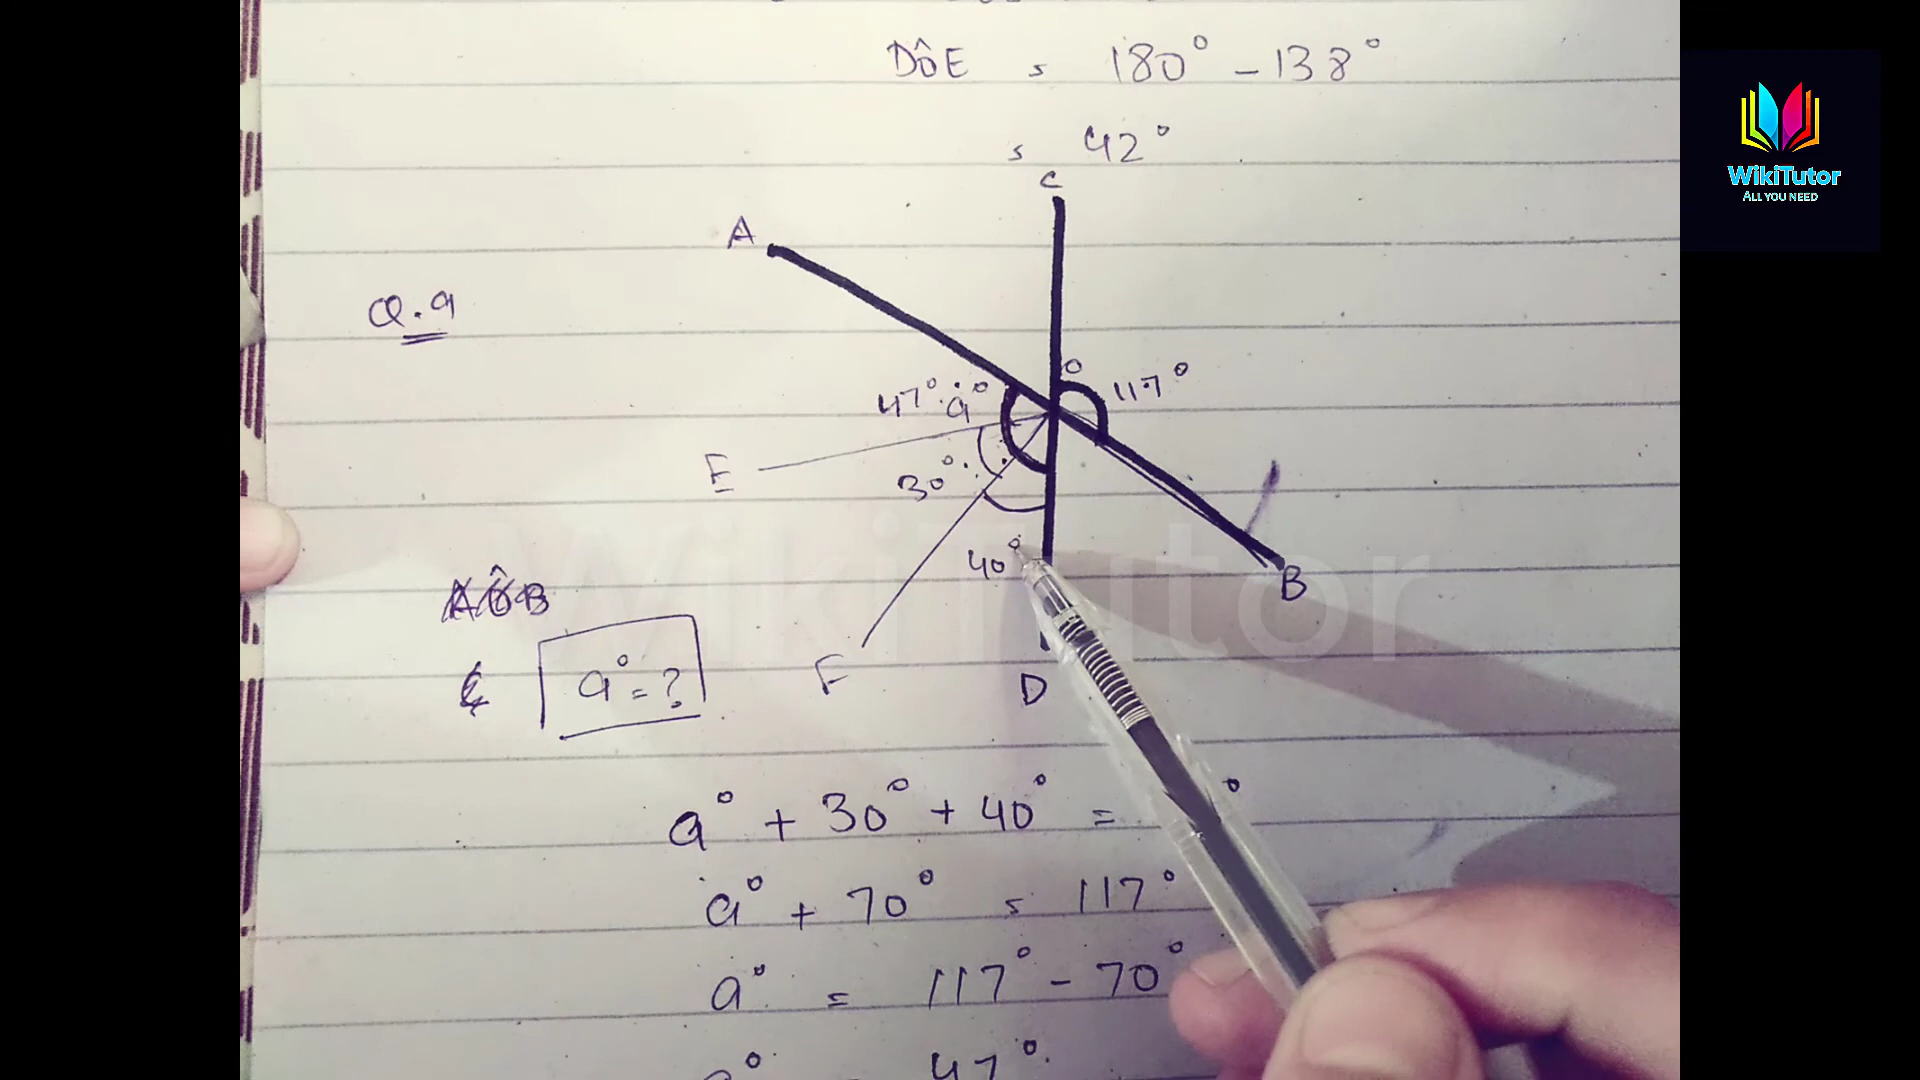 DÔE = 180° - 138°
= 42°
C
A
Q.9
O
117°
47° a°
E
30°
40°
B
AÔB
a° = ?
F
D
a° + 30° + 40° =
a° + 70° = 117°
a° = 117° - 70°
a° 47°
WikiTutor
ALL YOU NEED
WikiTutor